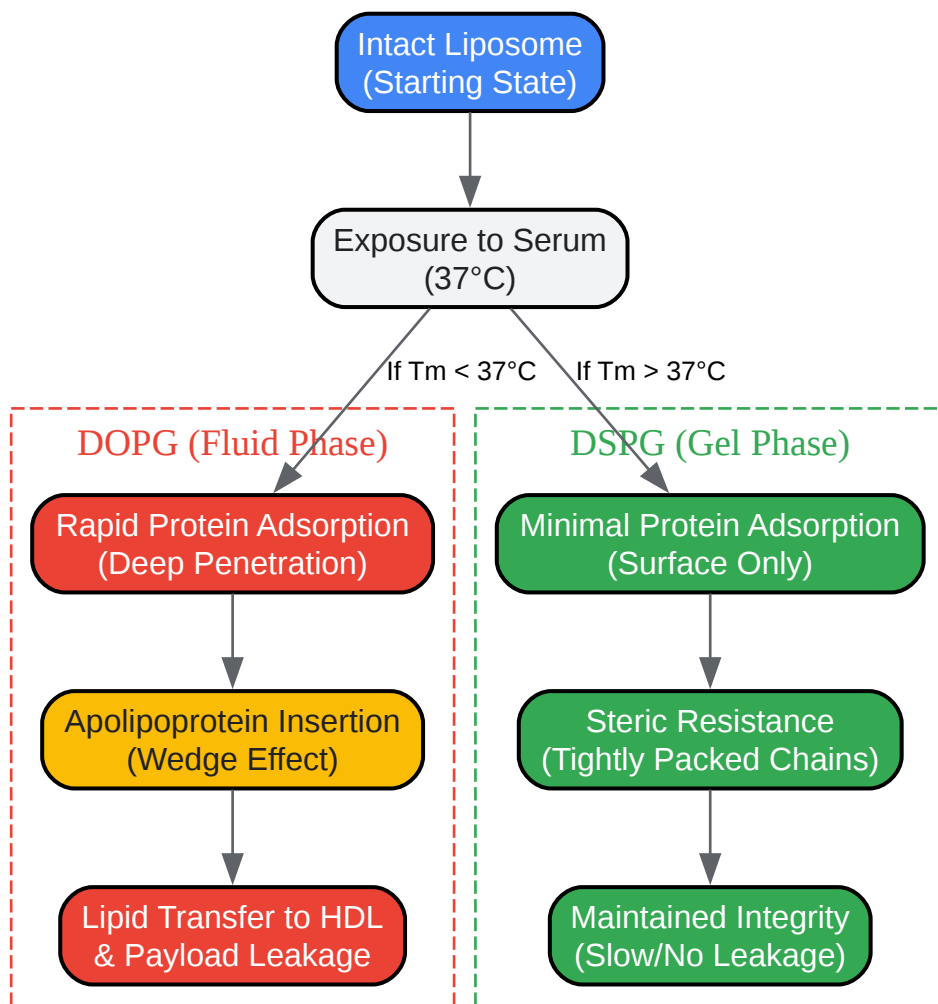 Intact Liposome
(Starting State)
Exposure to Serum
(37°C)
If Tm < 37°C
If Tm > 37°C
DOPG (Fluid Phase)
DSPG (Gel Phase)
Rapid Protein Adsorption
(Deep Penetration)
Minimal Protein Adsorption
(Surface Only)
Apolipoprotein Insertion
(Wedge Effect)
Steric Resistance
(Tightly Packed Chains)
Lipid Transfer to HDL
& Payload Leakage
Maintained Integrity
(Slow/No Leakage)